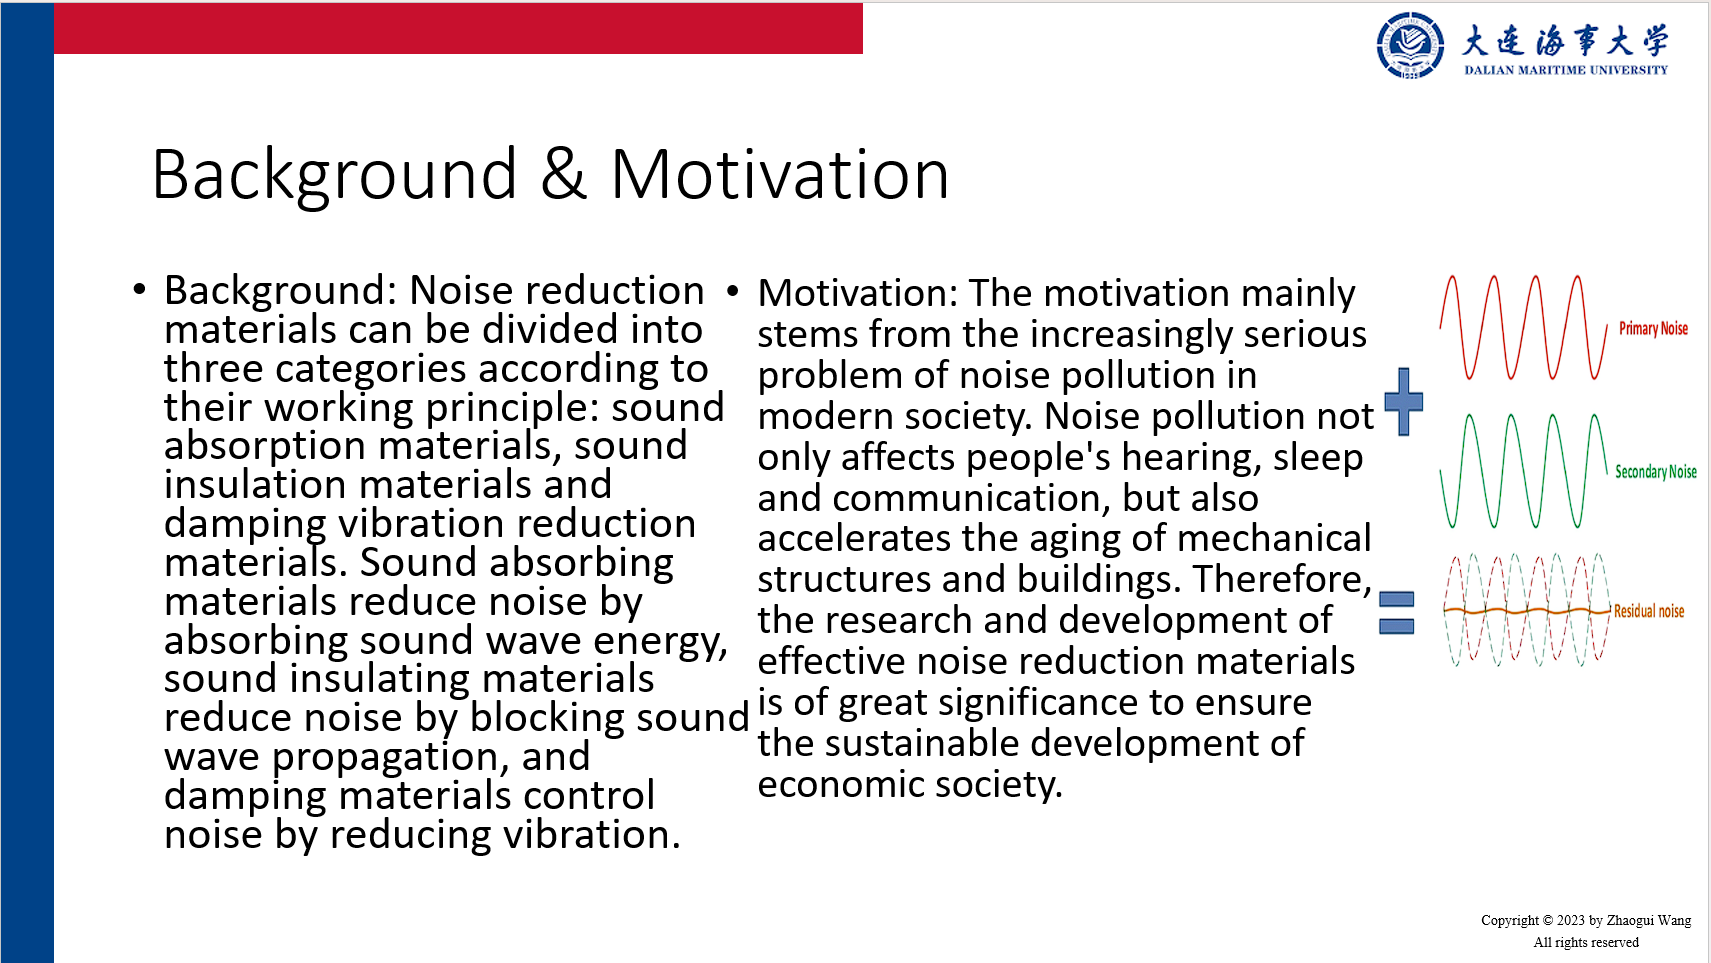 大连海事大学
DALIAN MARITIME UNIVERSITY
Background & Motivation
• Background: Noise reduction
materials can be divided into
three categories according to
their working principle: sound
absorption materials, sound
insulation materials and
damping vibration reduction
materials. Sound absorbing
materials reduce noise by
absorbing sound wave energy,
sound insulating materials
reduce noise by blocking sound
wave propagation, and
damping materials control
noise by reducing vibration.
• Motivation: The motivation mainly
stems from the increasingly serious
problem of noise pollution in
modern society. Noise pollution not
only affects people's hearing, sleep
and communication, but also
accelerates the aging of mechanical
structures and buildings. Therefore,
the research and development of
effective noise reduction materials
is of great significance to ensure
the sustainable development of
economic society.
Primary Noise
Secondary Noise
Residual noise
Copyright © 2023 by Zhaogui Wang
All rights reserved